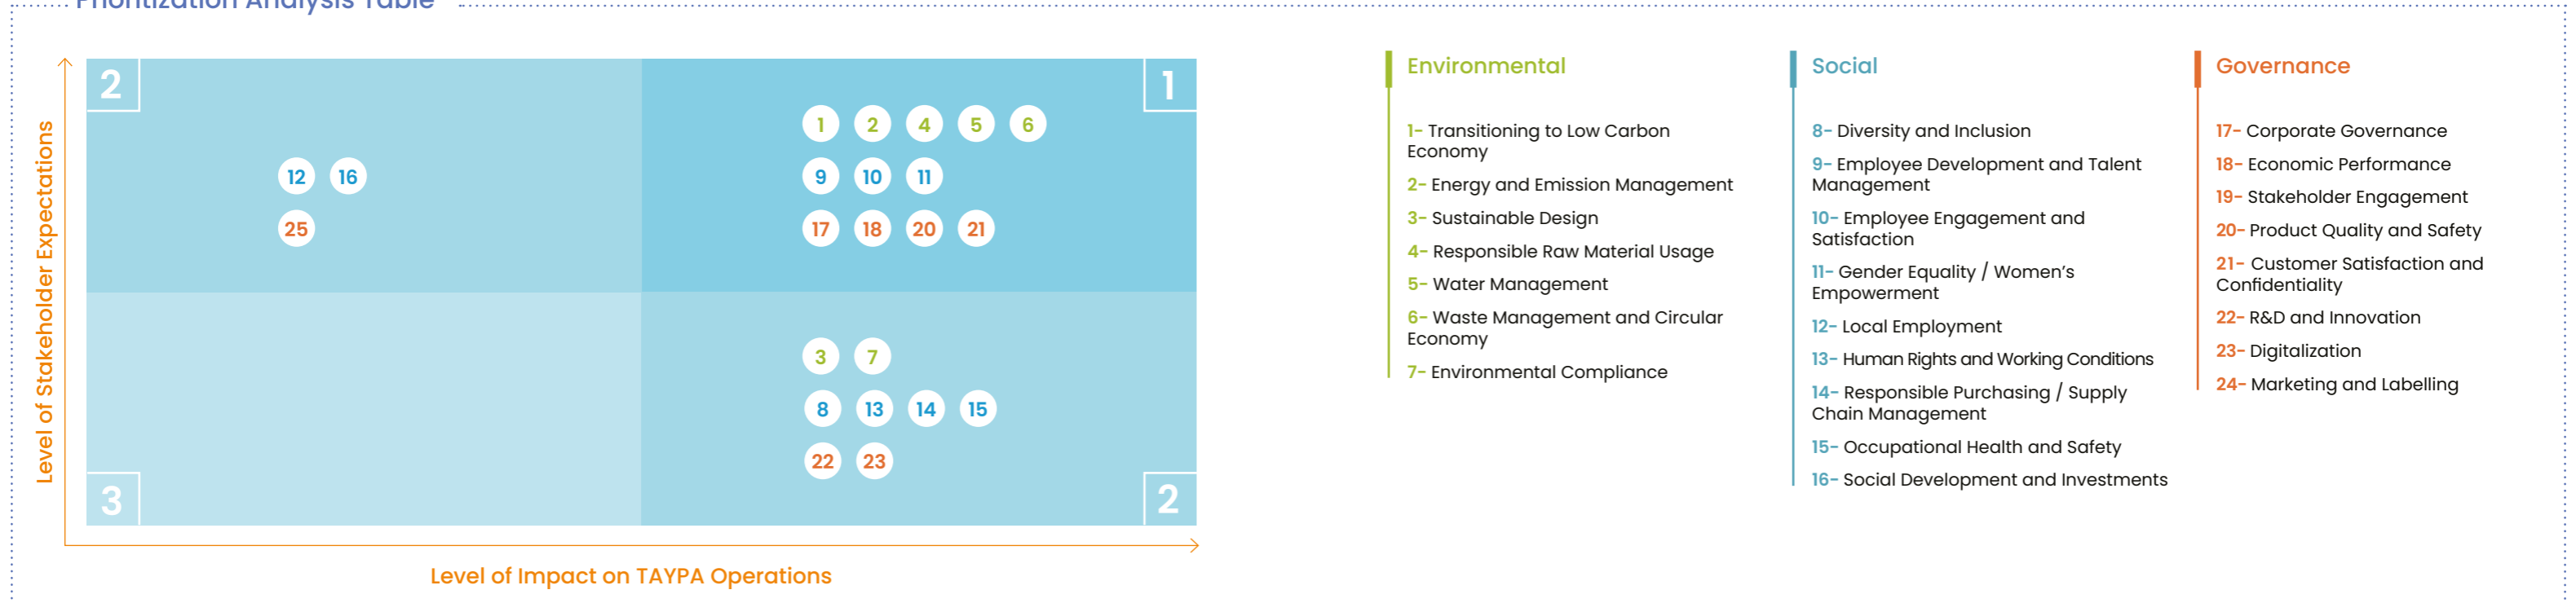 Prioritization Analysis Table
Level of Stakeholder Expectations
2
1
1 2 4 5 6
12 16
9 10 11
25
17 18 20 21
3 7
8 13 14 15
22 23
3
2
Level of Impact on TAYPA Operations
Environmental
1- Transitioning to Low Carbon
Economy
2- Energy and Emission Management
3- Sustainable Design
4- Responsible Raw Material Usage
5- Water Management
6- Waste Management and Circular
Economy
7- Environmental Compliance
Social
8- Diversity and Inclusion
9- Employee Development and Talent
Management
10- Employee Engagement and
Satisfaction
11- Gender Equality / Women’s
Empowerment
12- Local Employment
13- Human Rights and Working Conditions
14- Responsible Purchasing / Supply
Chain Management
15- Occupational Health and Safety
16- Social Development and Investments
Governance
17- Corporate Governance
18- Economic Performance
19- Stakeholder Engagement
20- Product Quality and Safety
21- Customer Satisfaction and
Confidentiality
22- R&D and Innovation
23- Digitalization
24- Marketing and Labelling